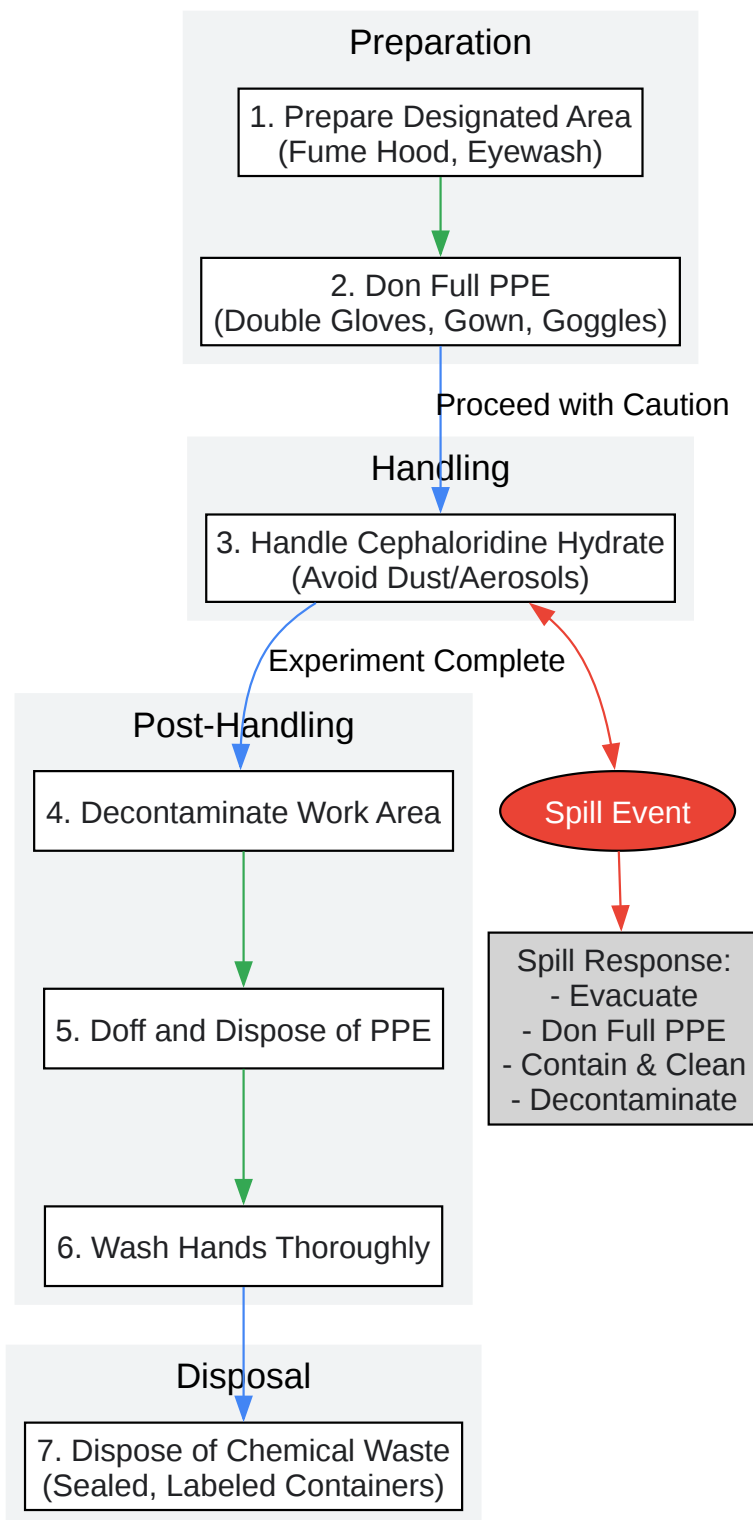 Preparation
1. Prepare Designated Area
(Fume Hood, Eyewash)
2. Don Full PPE
(Double Gloves, Gown, Goggles)
Proceed with Caution
Handling
3. Handle Cephaloridine Hydrate
(Avoid Dust/Aerosols)
Experiment Complete
Post-Handling
4. Decontaminate Work Area
Spill Event
Spill Response:
- Evacuate
- Don Full PPE
- Contain & Clean
- Decontaminate
5. Doff and Dispose of PPE
6. Wash Hands Thoroughly
Disposal
7. Dispose of Chemical Waste
(Sealed, Labeled Containers)